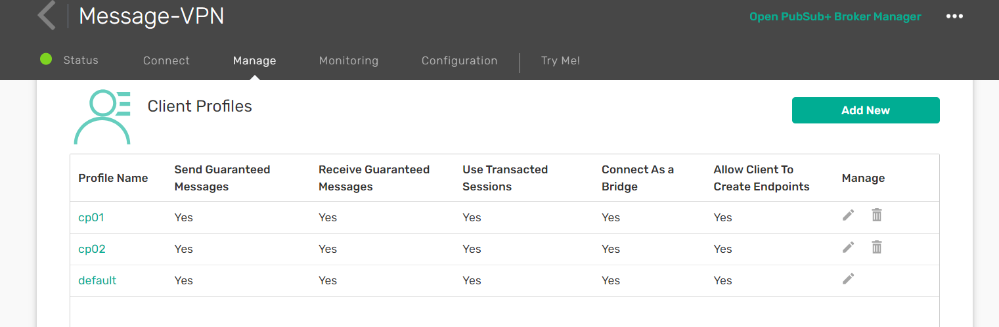 Message-VPN
Open PubSub+ Broker Manager
Status Connect Manage Monitoring Configuration Try Me!
Client Profiles
Add New
Profile Name
Send Guaranteed Messages
Receive Guaranteed Messages
Use Transacted Sessions
Connect As a Bridge
Allow Client To Create Endpoints
Manage
cp01 Yes Yes Yes Yes Yes
cp02 Yes Yes Yes Yes Yes
default Yes Yes Yes Yes Yes